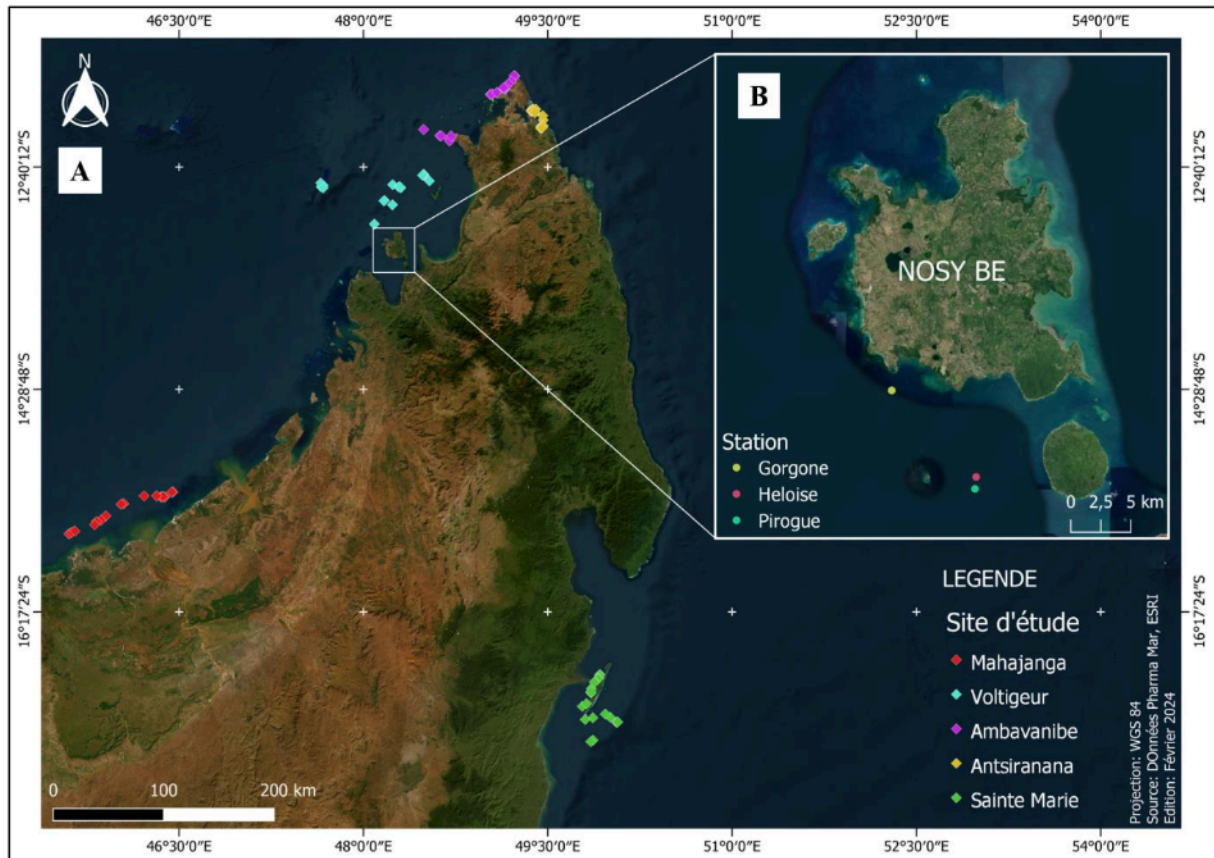 46°30′0″E 48°0′0″E 49°30′0″E 51°0′0″E 52°30′0″E 54°0′0″E
N
A
B
12°40′12″S
12°40′12″S
NOSY BE
14°28′48″S
14°28′48″S
Station
Gorgone
Heloise
Pirogue
0 2,5 5 km
16°17′24″S
16°17′24″S
LEGENDE
Site d'étude
Mahajanga
Voltigeur
Ambavanibe
Antsiranana
Sainte Marie
Projection: WGS 84
Source: DOnnées Pharma Mar, ESRI
Edition: Février 2024
0 100 200 km
46°30′0″E 48°0′0″E 49°30′0″E 51°0′0″E 52°30′0″E 54°0′0″E